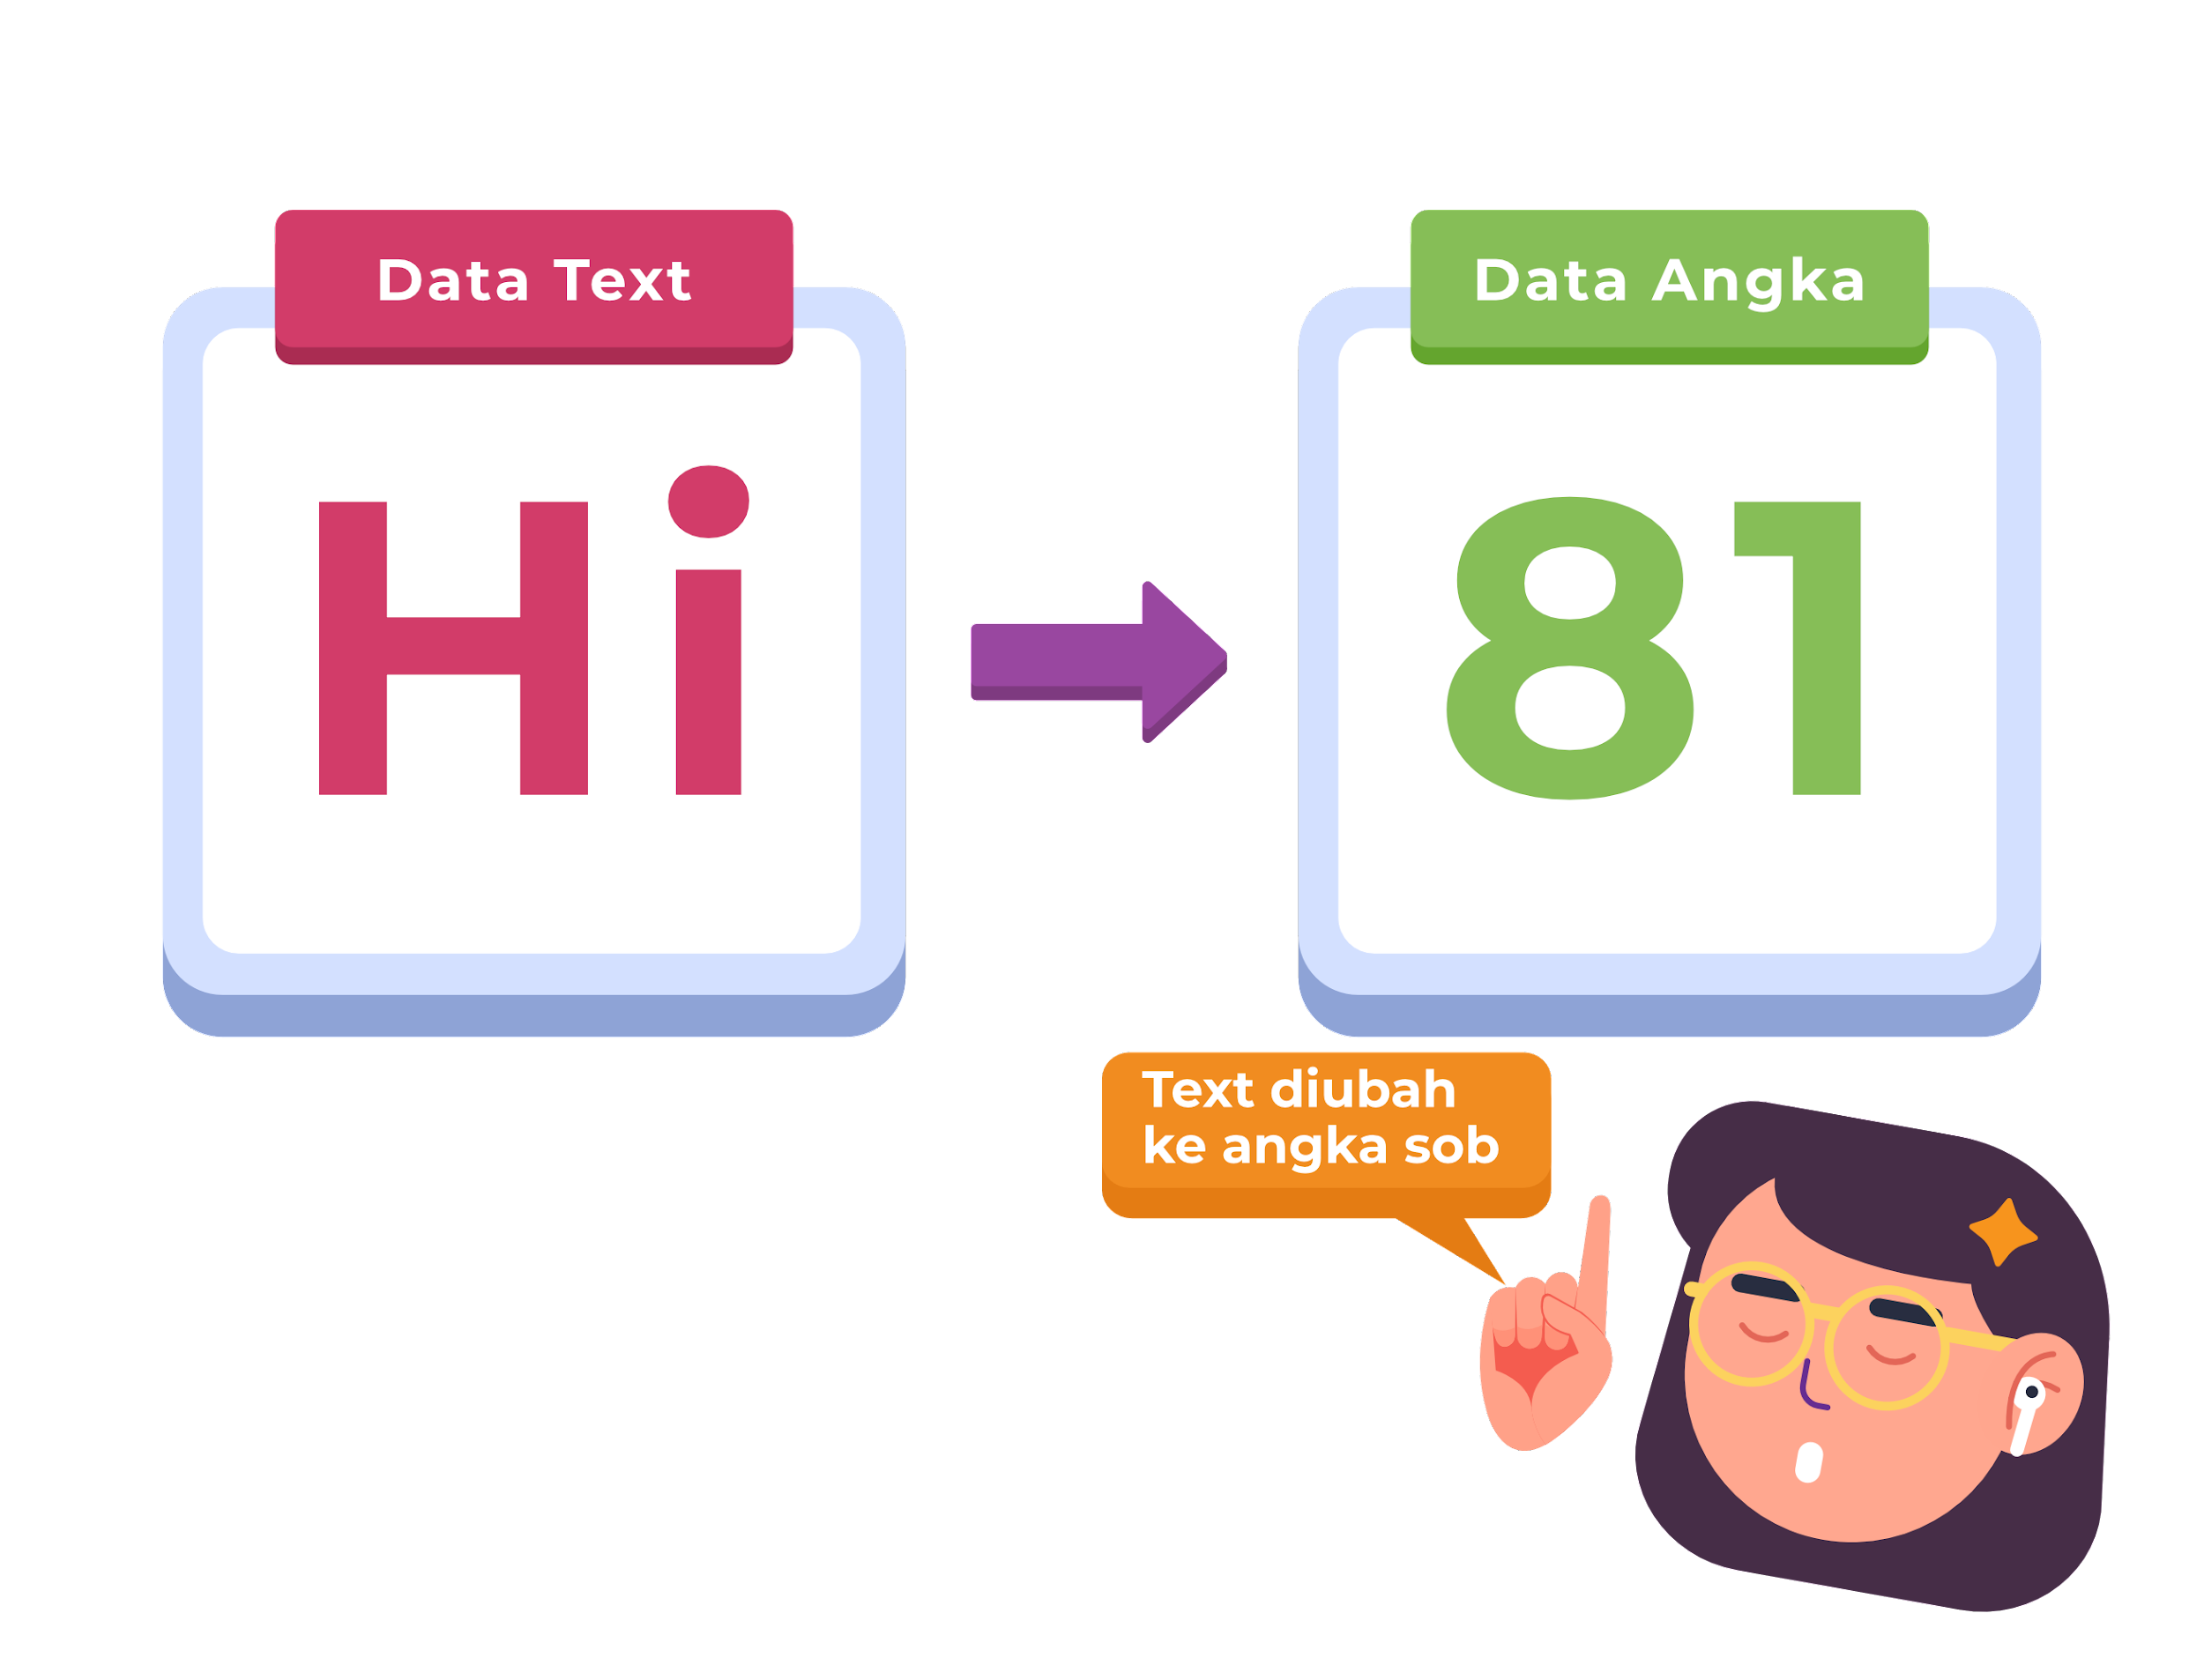 Data Text
Data Angka
Hi
81
Text diubah
ke angka sob